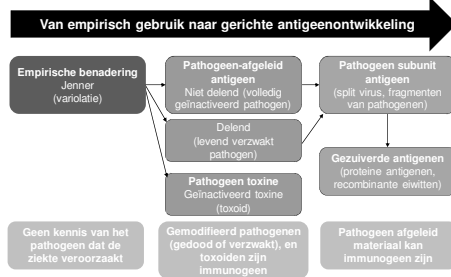 Van empirisch gebruik naar gerichte antigeenontwikkeling
Empirische benadering
Jenner
(variolatie)
Pathogeen-afgeleid
antigeen
Niet delend (volledig
geïnactiveerd pathogen)
Delend
(levend verzwakt
pathogen)
Pathogeen toxine
Geïnactiveerd toxine
(toxoid)
Pathogeen subunit
antigeen
(split virus, fragmenten
van pathogenen)
Gezuiverde antigenen
(proteine antigenen,
recombinante eiwitten)
Geen kennis van het
pathogeen dat de
ziekte veroorzaakt
Gemodifieerd pathogenen
(gedood of verzwakt), en
toxoiden zijn
immunogeen
Pathogeen afgeleid
materiaal kan
immunogeen zijn